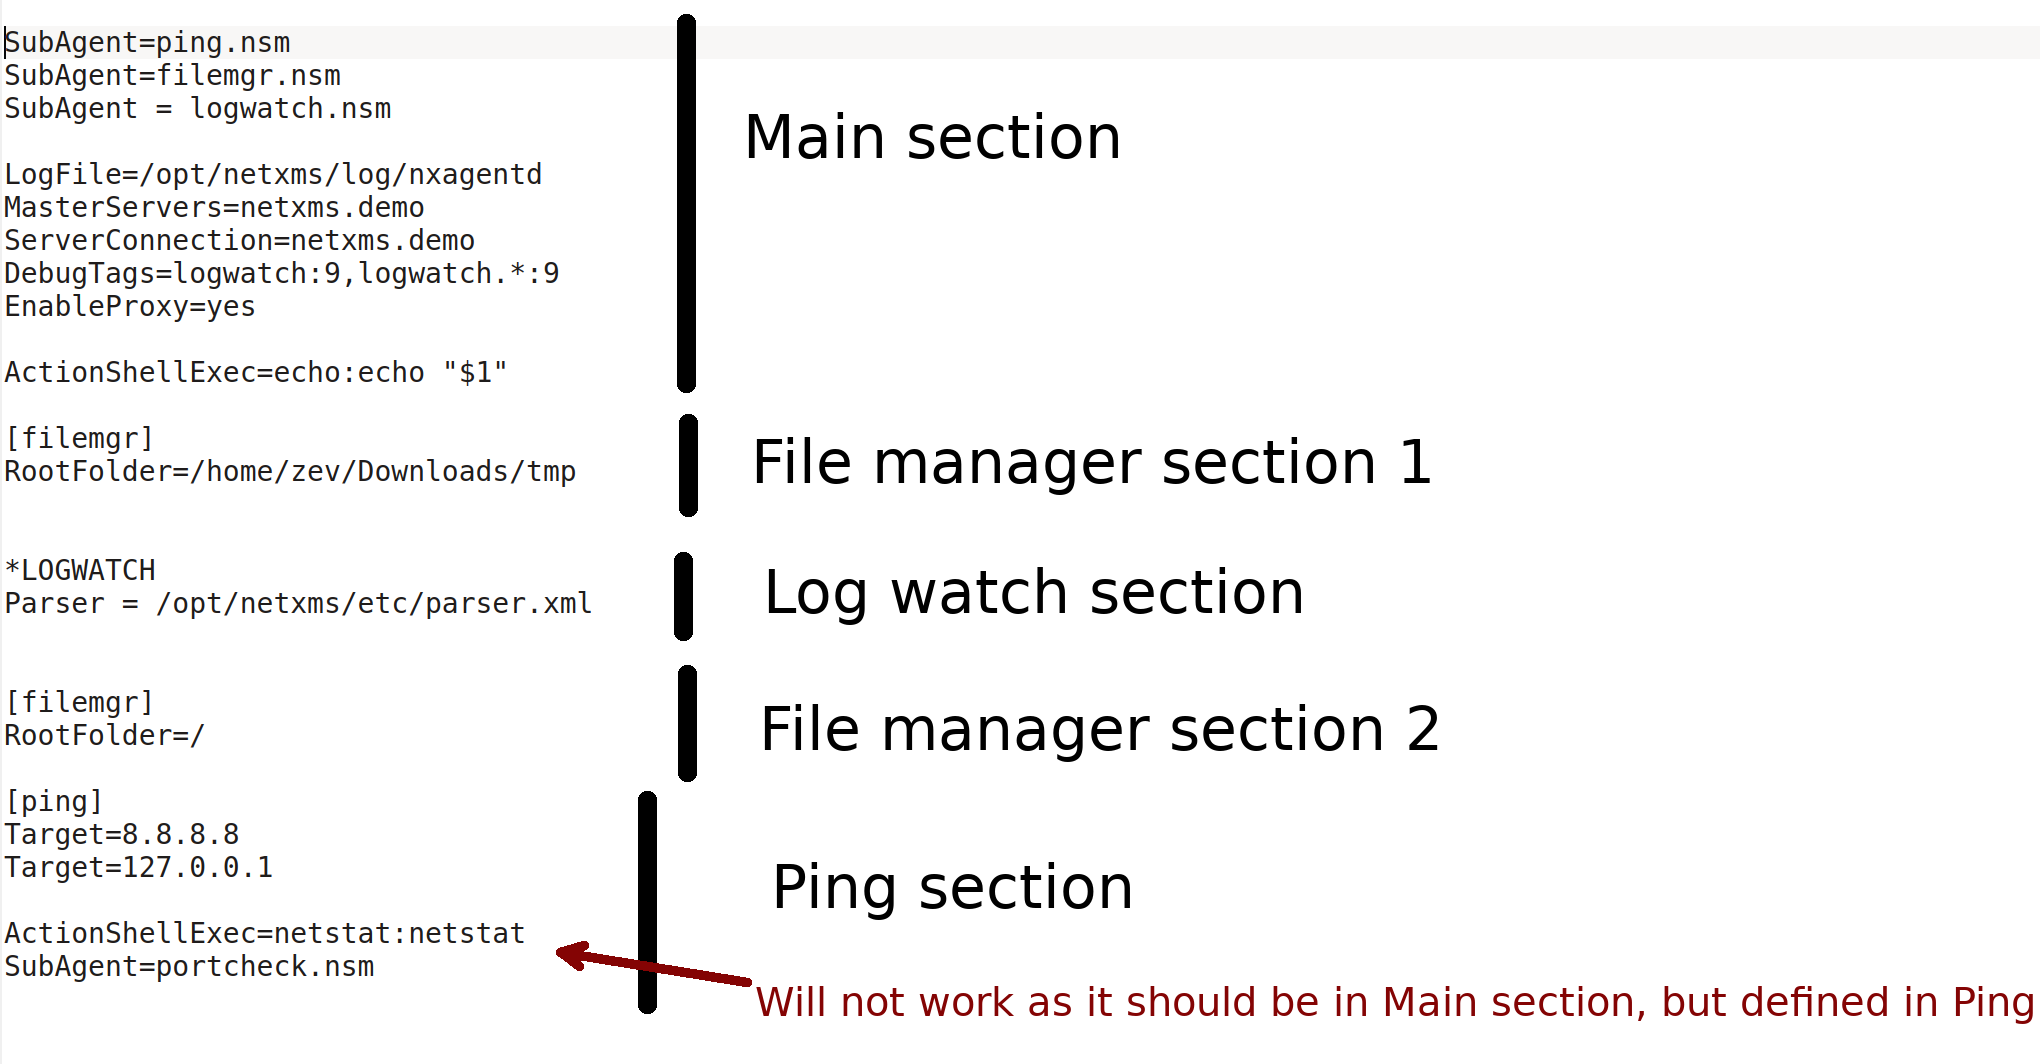 SubAgent=ping.nsm
SubAgent=filemgr.nsm
SubAgent = logwatch.nsm
LogFile=/opt/netxms/log/nxagentd
MasterServers=netxms.demo
ServerConnection=netxms.demo
DebugTags=logwatch:9,logwatch.*:9
EnableProxy=yes
ActionShellExec=echo:echo "$1"
Main section
[filemgr]
RootFolder=/home/zev/Downloads/tmp
File manager section 1
*LOGWATCH
Parser = /opt/netxms/etc/parser.xml
Log watch section
[filemgr]
RootFolder=/
File manager section 2
[ping]
Target=8.8.8.8
Target=127.0.0.1
ActionShellExec=netstat:netstat
SubAgent=portcheck.nsm
Ping section
Will not work as it should be in Main section, but defined in Ping